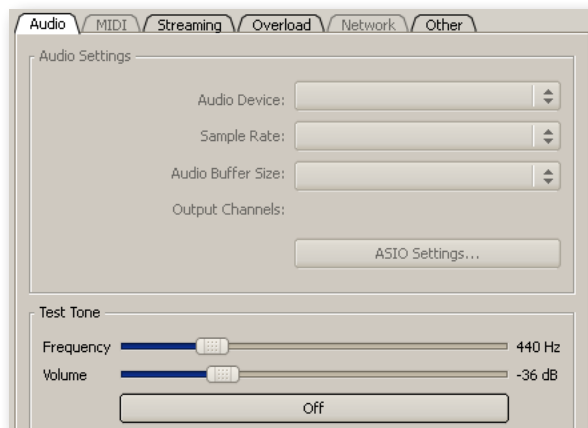 Audio MIDI Streaming Overload Network Other
Audio Settings
Audio Device:
Sample Rate:
Audio Buffer Size:
Output Channels:
ASIO Settings...
Test Tone
Frequency 440 Hz
Volume -36 dB
Off